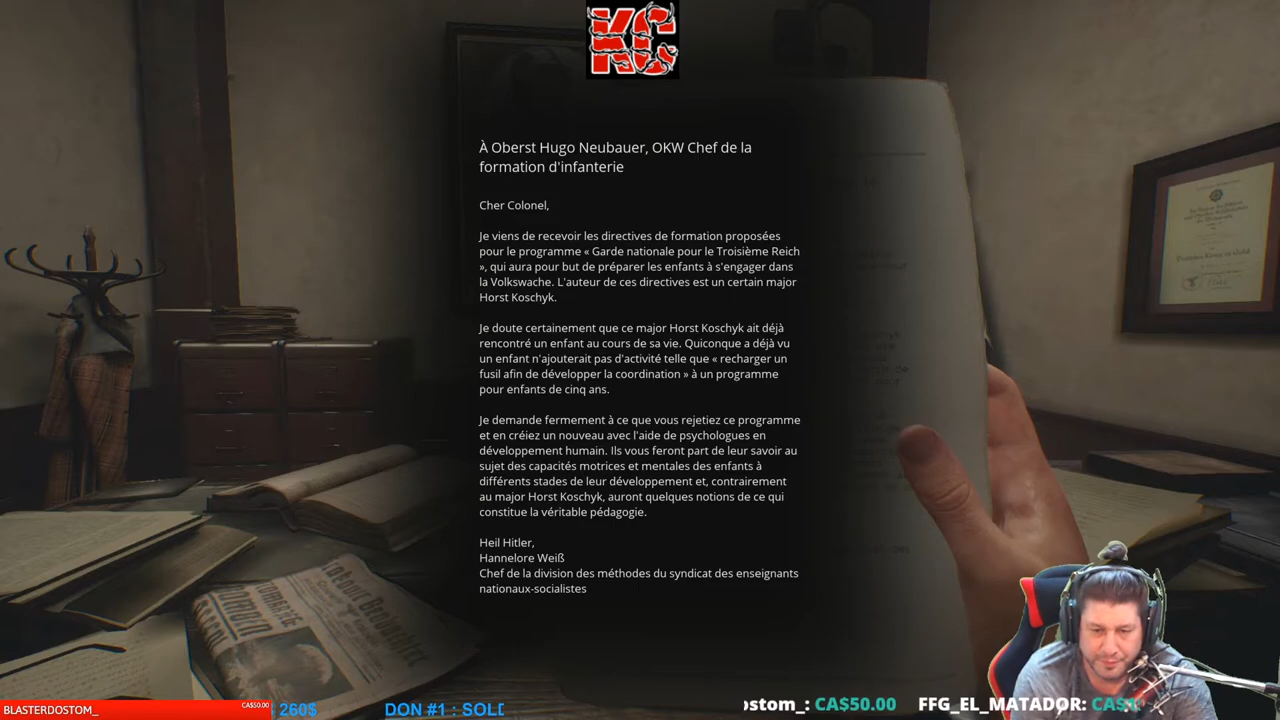 KC
À Oberst Hugo Neubauer, OKW Chef de la
formation d'infanterie
Cher Colonel,
Je viens de recevoir les directives de formation proposées
pour le programme « Garde nationale pour le Troisième Reich
», qui aura pour but de préparer les enfants à s'engager dans
la Volkswache. L'auteur de ces directives est un certain major
Horst Koschyk.
Je doute certainement que ce major Horst Koschyk ait déjà
rencontré un enfant au cours de sa vie. Quiconque a déjà vu
un enfant n'ajouterait pas d'activité telle que « recharger un
fusil afin de développer la coordination » à un programme
pour enfants de cinq ans.
Je demande fermement à ce que vous rejetiez ce programme
et en créiez un nouveau avec l'aide de psychologues en
développement humain. Ils vous feront part de leur savoir au
sujet des capacités motrices et mentales des enfants à
différents stades de leur développement et, contrairement
au major Horst Koschyk, auront quelques notions de ce qui
constitue la véritable pédagogie.
Heil Hitler,
Hannelore Weiß
Chef de la division des méthodes du syndicat des enseignants
nationaux-socialistes
BLASTERDOSTOM_ CA$50.00
260$ DON #1 : SOLD
ostom_: CA$50.00 FFG_EL_MATADOR: CA$1